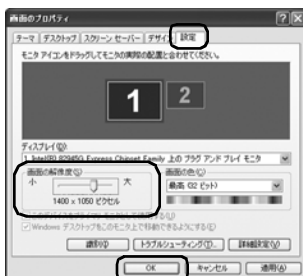 画面のプロパティ
テーマ デスクトップ スクリーン セーバー デザイン 設定
モニタ アイコンをドラッグしてモニタの実際の配置と合わせてください。
1 2
ディスプレイ(D):
1. Intel(R) 82945G Express Chipset Family 上の プラグ アンド プレイ モニタ
画面の解像度(S) 画面の色(C)
小 大 最高 (32 ビット)
1400 x 1050 ピクセル
Windows デスクトップをこのモニタ上で移動できるようにする(E)
識別(I) トラブルシューティング(T)... 詳細設定(V)
OK キャンセル 適用(A)